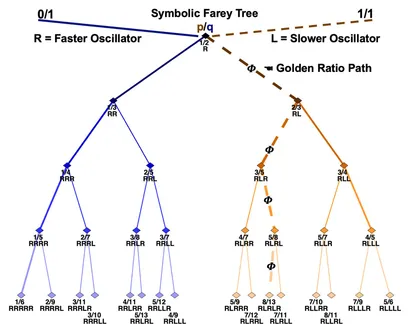 0/1 Symbolic Farey Tree 1/1
p/q
R = Faster Oscillator L = Slower Oscillator
1/2
R
Φ Golden Ratio Path
1/3 2/3
RR RL
Φ
1/4 2/5 3/5 3/4
RRR RRL RLR RLL
Φ
1/5 2/7 3/8 3/7 4/7 5/8 5/7 4/5
RRRR RRRL RRLR RRLL RLRR RLRL RLLR RLLL
Φ
1/6 2/9 3/11 4/11 5/12 5/9 8/13 7/10 7/9 5/6
RRRRR RRRRL RRRLR RRLRR RRLLR RLRRR RLRLR RLLRR RLLLR RLLLL
3/10 5/13 4/9 7/12 7/11 8/11
RRRLL RRLRL RRLLL RLRRL RLRLL RLLRL